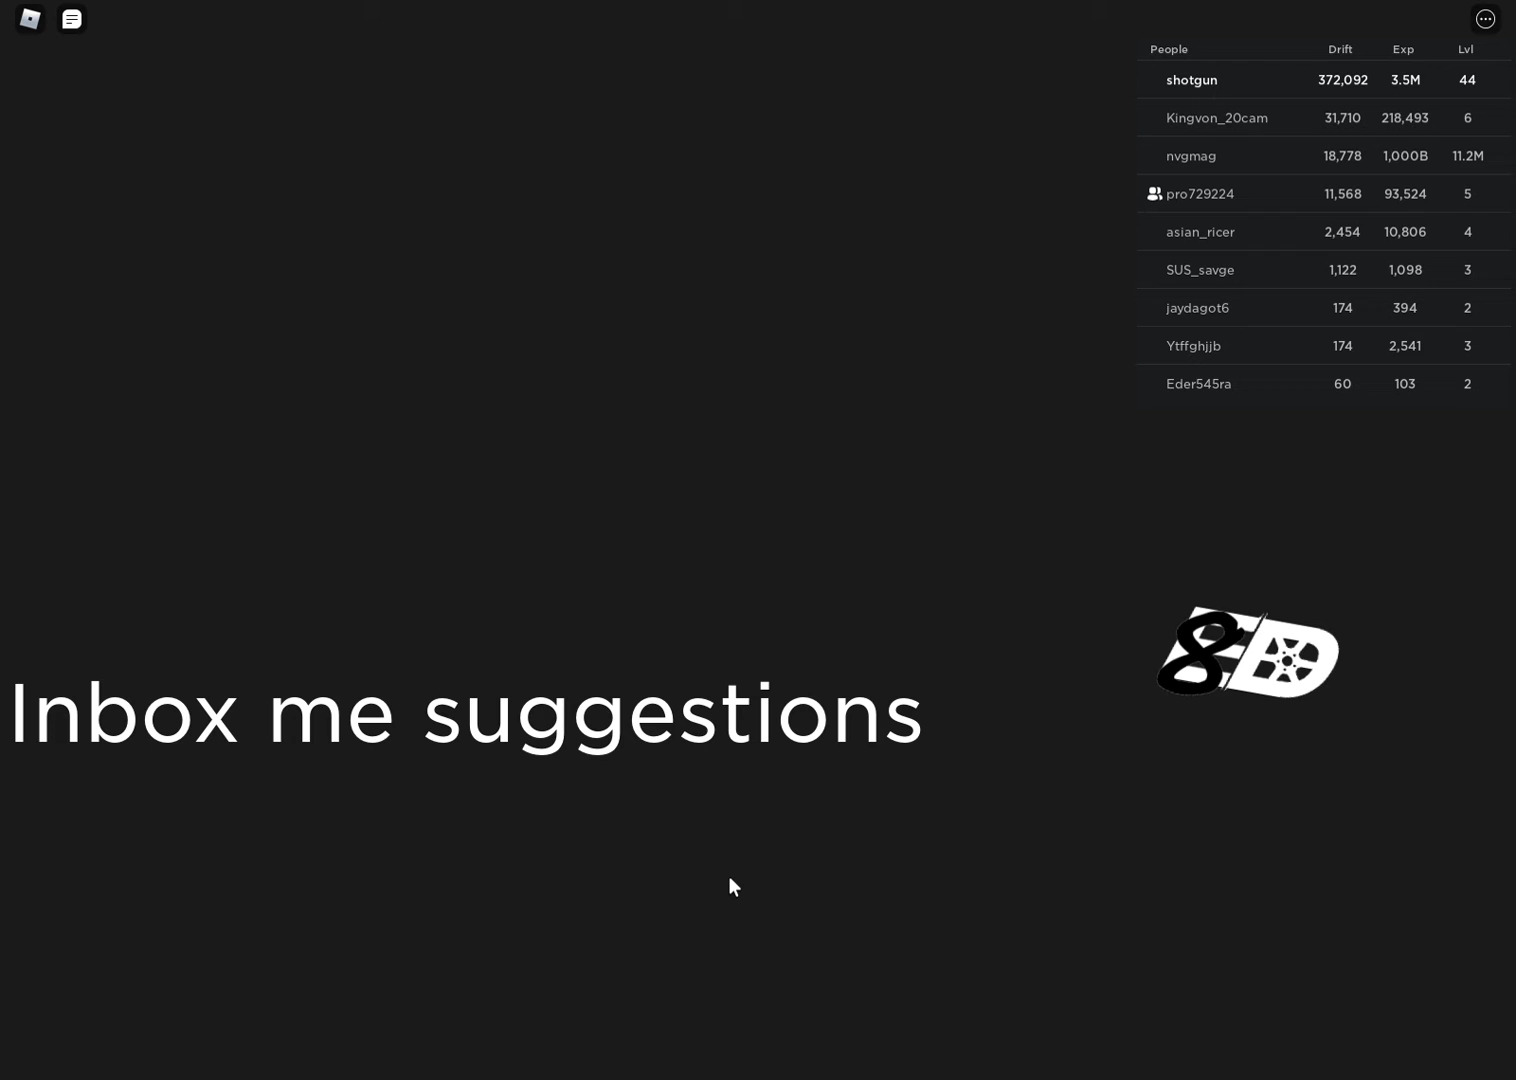 People Drift Exp Lvl
shotgun 372,092 3.5M 44
Kingvon_20cam 31,710 218,493 6
nvgmag 18,778 1,000B 11.2M
pro729224 11,568 93,524 5
asian_ricer 2,454 10,806 4
SUS_savge 1,122 1,098 3
jaydagot6 174 394 2
Ytffghjjb 174 2,541 3
Eder545ra 60 103 2
8ED
Inbox me suggestions